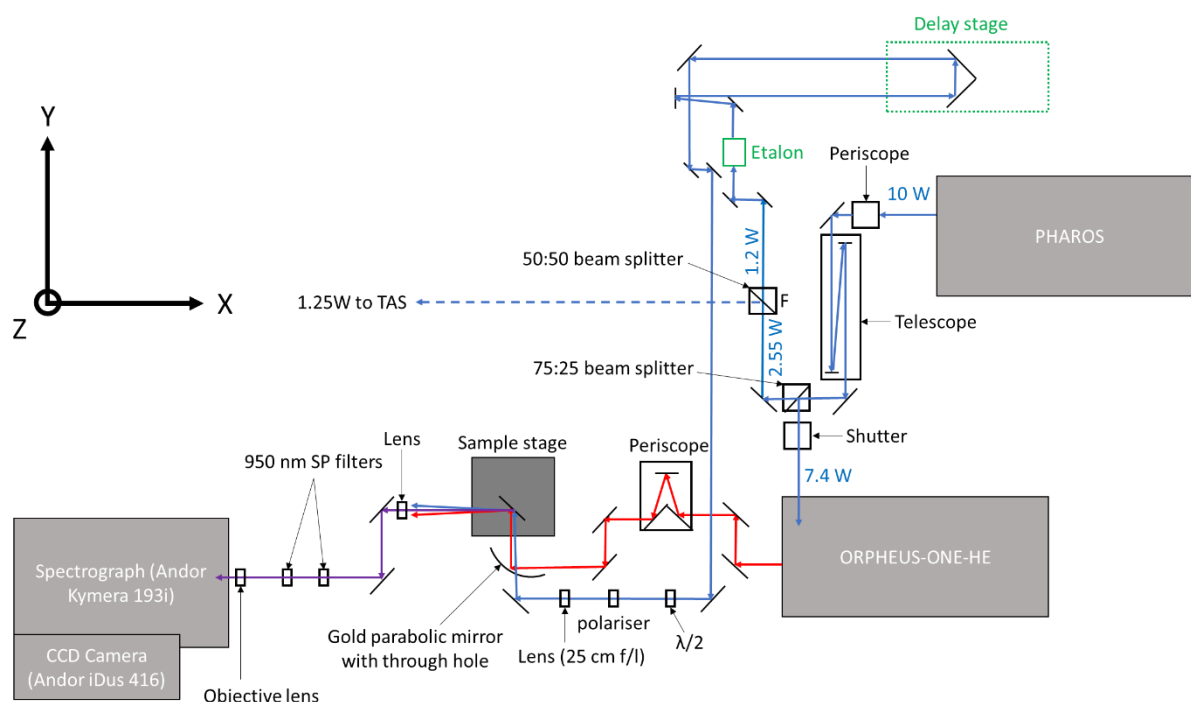 Delay stage
Y
Etalon
Periscope
10 W
PHAROS
50:50 beam splitter
1.2 W
X
Z
1.25W to TAS
F
Telescope
2.55 W
75:25 beam splitter
Shutter
Lens
Sample stage
Periscope
950 nm SP filters
7.4 W
Spectrograph (Andor
Kymera 193i)
ORPHEUS-ONE-HE
Gold parabolic mirror
with through hole
polariser
λ/2
Lens (25 cm f/l)
CCD Camera
(Andor iDus 416)
Objective lens